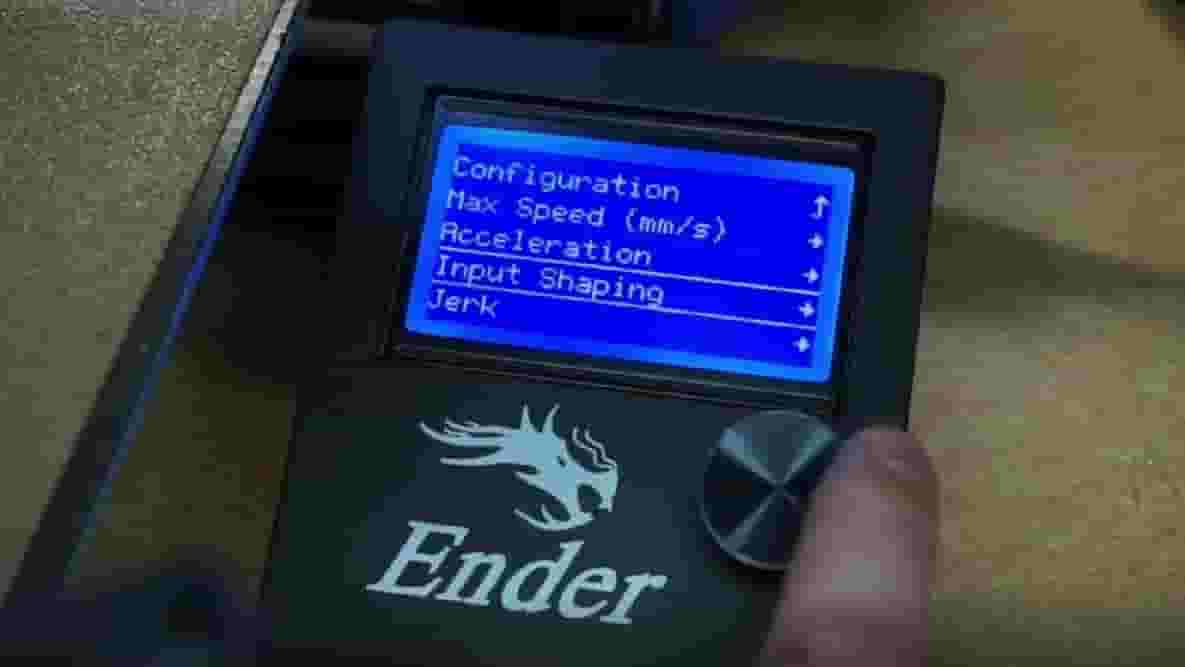 Configuration
Max Speed (mm/s)
Acceleration
Input Shaping
Jerk
Ender